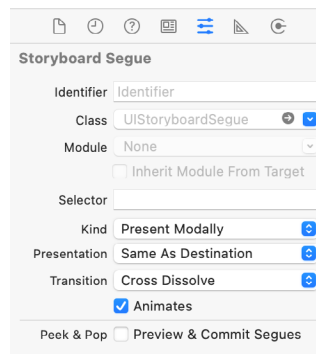 Storyboard Segue
Identifier Identifier
Class UIStoryboardSegue
Module None
Inherit Module From Target
Selector
Kind Present Modally
Presentation Same As Destination
Transition Cross Dissolve
Animates
Peek & Pop Preview & Commit Segues